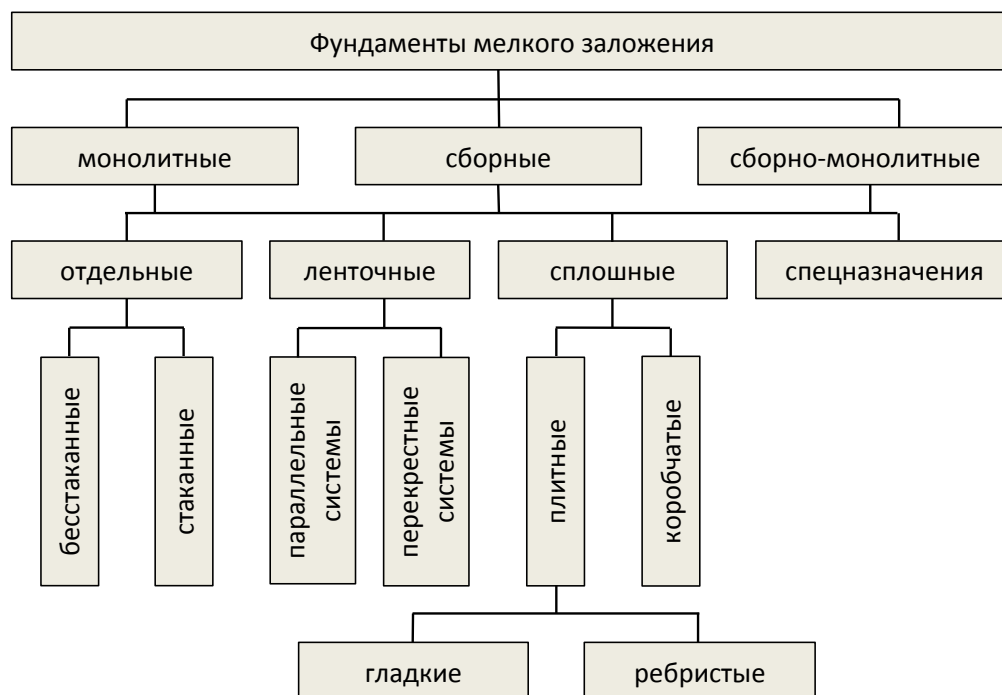 Фундаменты мелкого заложения
монолитные
сборные
сборно-монолитные
отдельные
ленточные
сплошные
спецназначения
бесстаканные
стаканные
параллельные
системы
перекрестные
системы
плитные
коробчатые
гладкие
ребристые